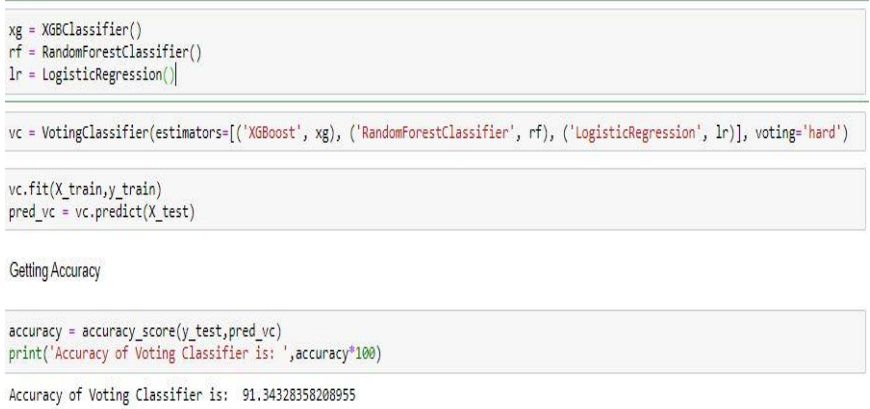 xg = XGBClassifier()
rf = RandomForestClassifier()
lr = LogisticRegression()
vc = VotingClassifier(estimators=[('XGBoost', xg), ('RandomForestClassifier', rf), ('LogisticRegression', lr)], voting='hard')
vc.fit(X_train,y_train)
pred_vc = vc.predict(X_test)
Getting Accuracy
accuracy = accuracy_score(y_test,pred_vc)
print('Accuracy of Voting Classifier is: ',accuracy*100)
Accuracy of Voting Classifier is:  91.34328358208955